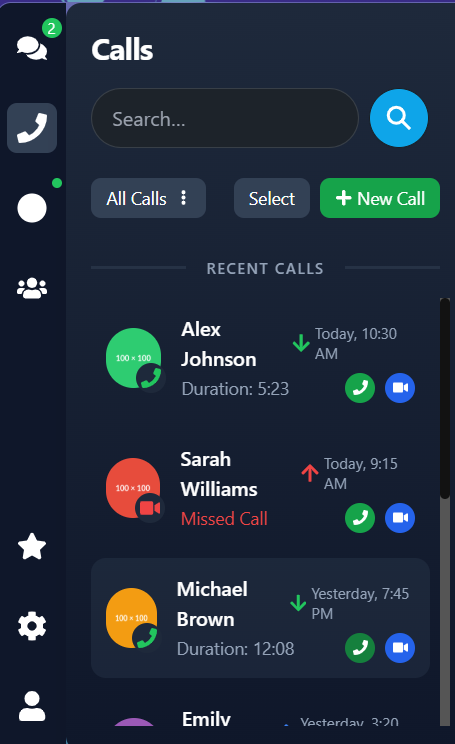 2
Calls
Search...
All Calls
Select
New Call
RECENT CALLS
Alex
Johnson
Duration: 5:23
Today, 10:30
AM
100 × 100
Sarah
Williams
Missed Call
Today, 9:15
AM
100 × 100
Michael
Brown
Duration: 12:08
Yesterday, 7:45
PM
100 × 100
Emily
Yesterday, 3:20